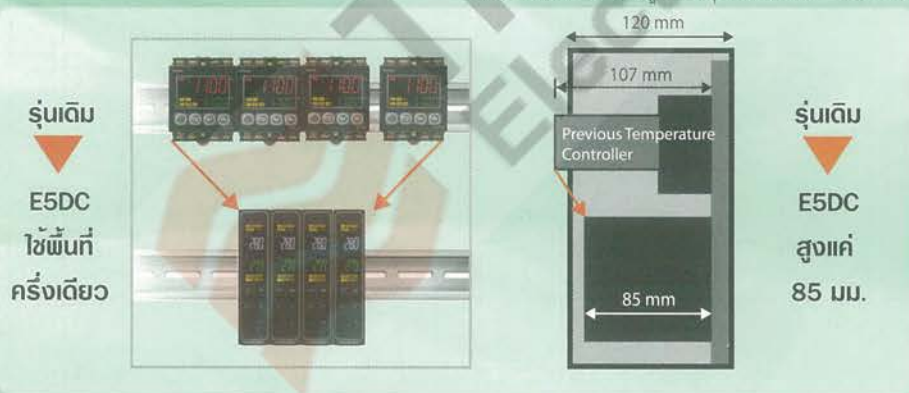 120 mm
107 mm
รุ่นเดิม
E5DC
ใช้พื้นที่
ครึ่งเดียว
Previous Temperature
Controller
85 mm
รุ่นเดิม
E5DC
สูงแค่
85 มม.